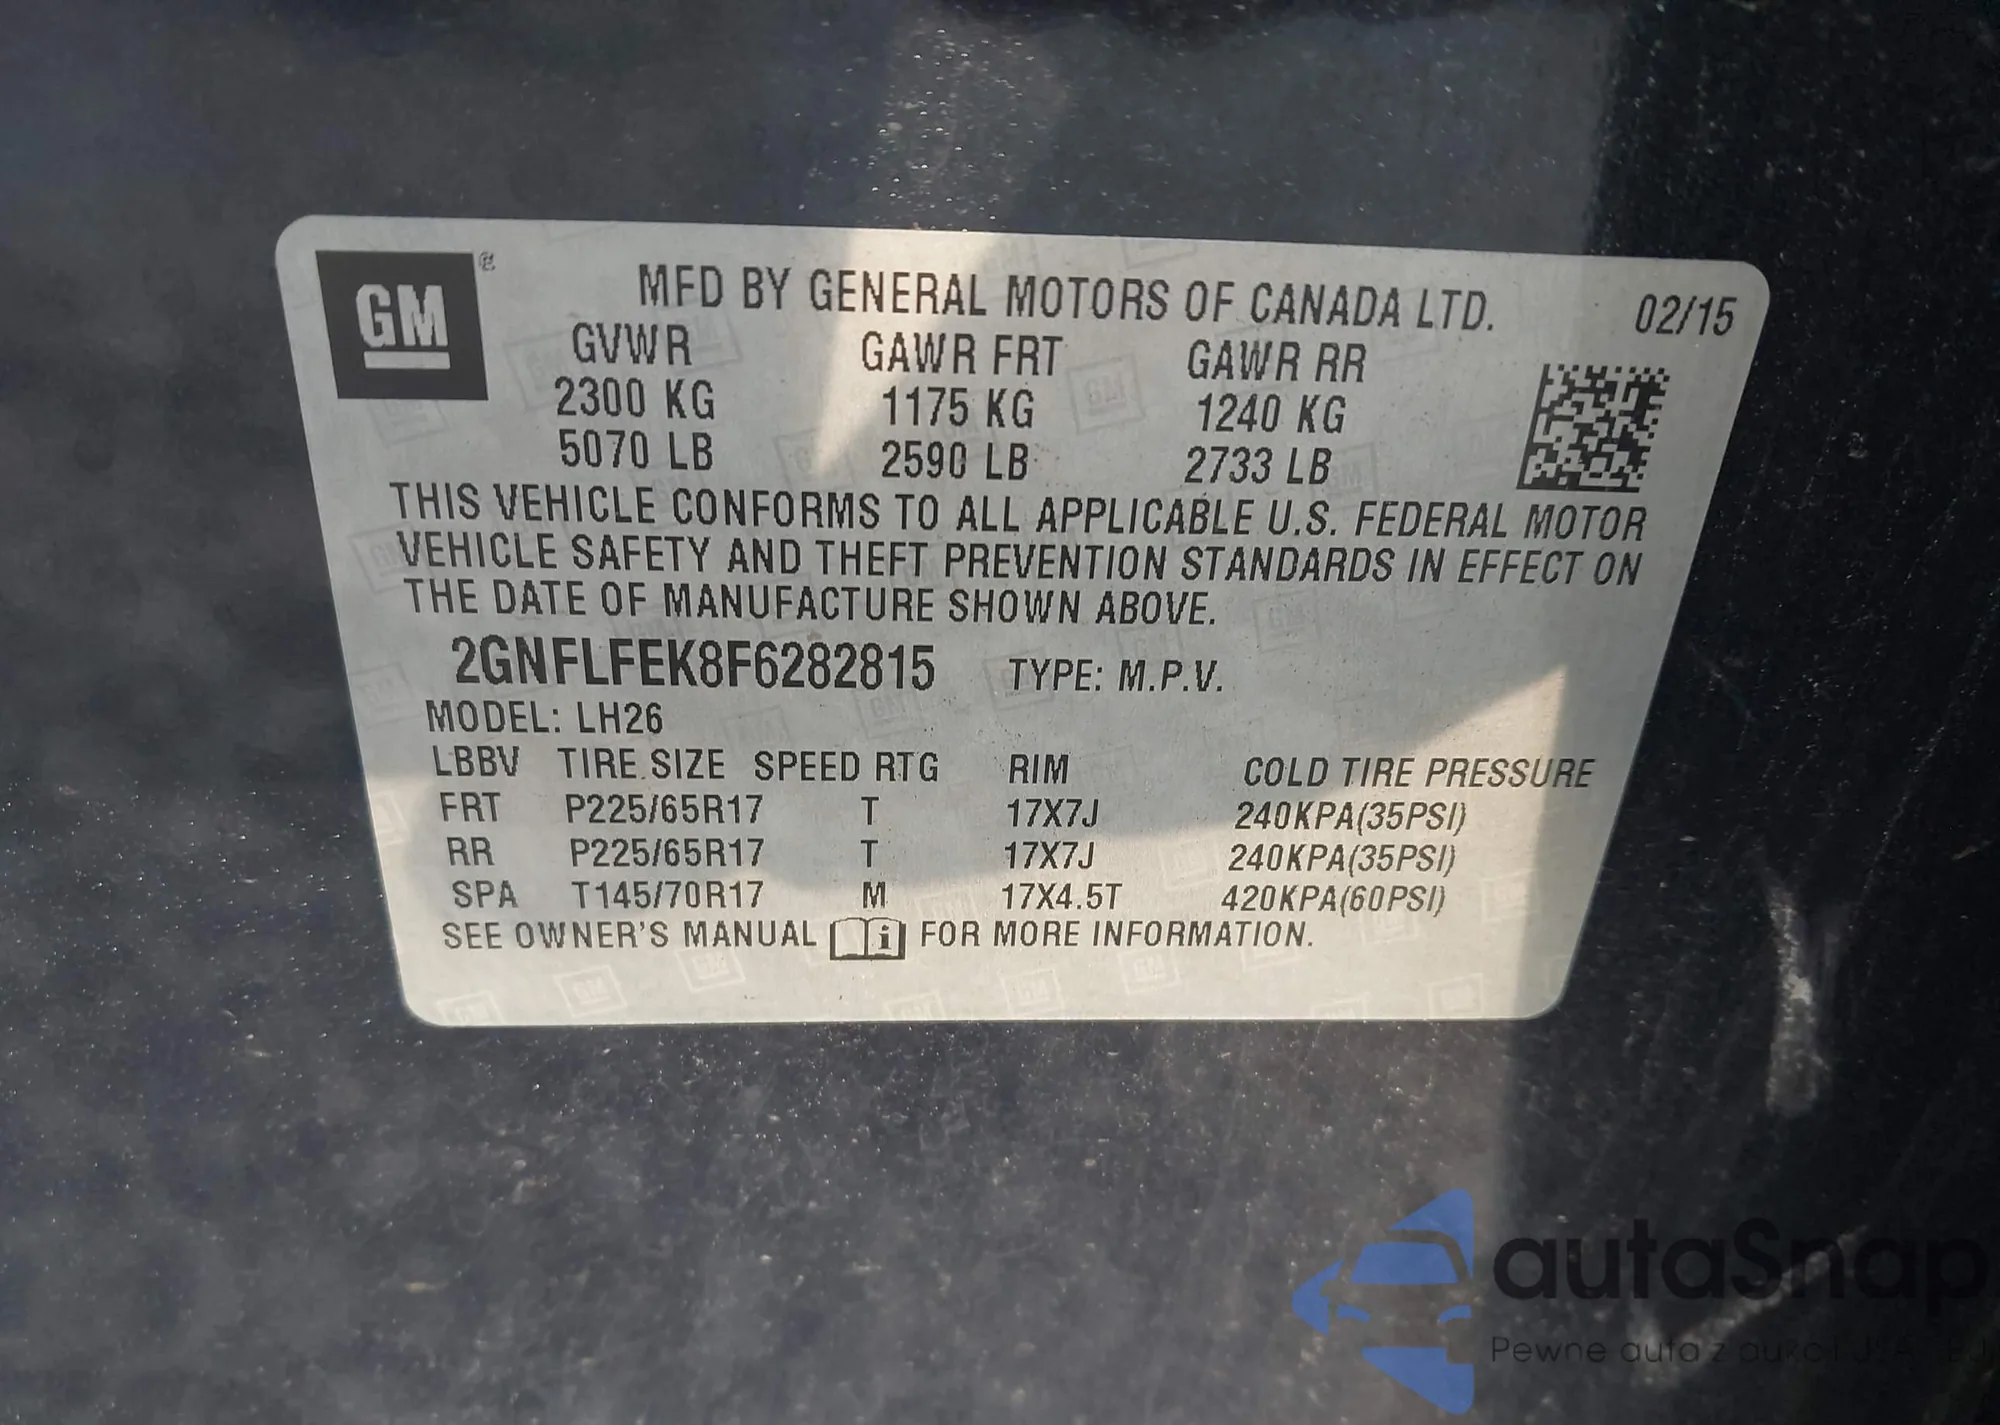 GM®
MFD BY GENERAL MOTORS OF CANADA LTD. 02/15
GVWR GAWR FRT GAWR RR
2300 KG 1175 KG 1240 KG
5070 LB 2590 LB 2733 LB
THIS VEHICLE CONFORMS TO ALL APPLICABLE U.S. FEDERAL MOTOR
VEHICLE SAFETY AND THEFT PREVENTION STANDARDS IN EFFECT ON
THE DATE OF MANUFACTURE SHOWN ABOVE.
2GNFLFEK8F6282815 TYPE: M.P.V.
MODEL: LH26
LBBV TIRE SIZE SPEED RTG RIM COLD TIRE PRESSURE
FRT P225/65R17 T 17X7J 240KPA(35PSI)
RR P225/65R17 T 17X7J 240KPA(35PSI)
SPA T145/70R17 M 17X4.5T 420KPA(60PSI)
SEE OWNER'S MANUAL i FOR MORE INFORMATION.
autaSnap
Pewne auta z aukcji